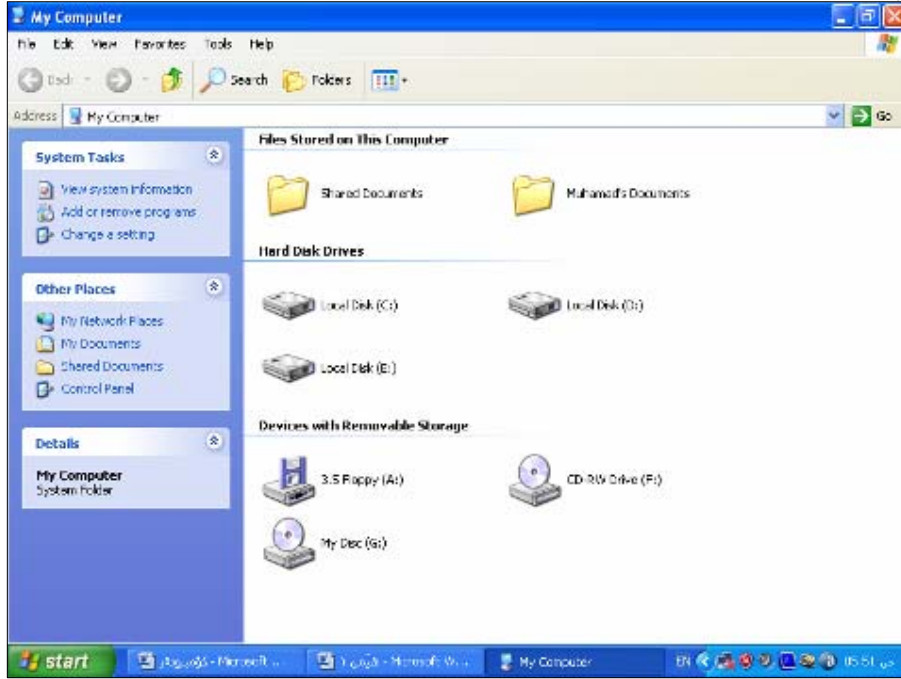 My Computer
File Edit View Favorites Tools Help
Back Search Folders
Address My Computer Go
System Tasks
View system information
Add or remove programs
Change a setting
Other Places
My Network Places
My Documents
Shared Documents
Control Panel
Details
My Computer
System Folder
Files Stored on This Computer
Shared Documents Muhamad's Documents
Hard Disk Drives
Local Disk (C:) Local Disk (D:)
Local Disk (E:)
Devices with Removable Storage
3.5 Floppy (A:) CD-RW Drive (F:)
My Disc (G:)
start - Microsoft ... - Microsoft W... My Computer EN 05:51